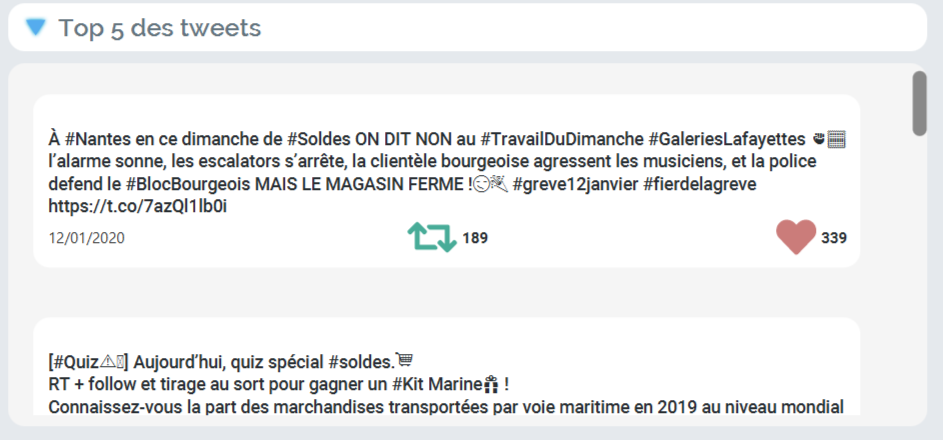 Top 5 des tweets
À #Nantes en ce dimanche de #Soldes ON DIT NON au #TravailDuDimanche #GaleriesLafayettes
l’alarme sonne, les escalators s’arrête, la clientèle bourgeoise agressent les musiciens, et la police
defend le #BlocBourgeois MAIS LE MAGASIN FERME ! #greve12janvier #fierdelagreve
https://t.co/7azQl1lb0i
12/01/2020 189 339
[#Quiz⚠] Aujourd’hui, quiz spécial #soldes.
RT + follow et tirage au sort pour gagner un #Kit Marine !
Connaissez-vous la part des marchandises transportées par voie maritime en 2019 au niveau mondial